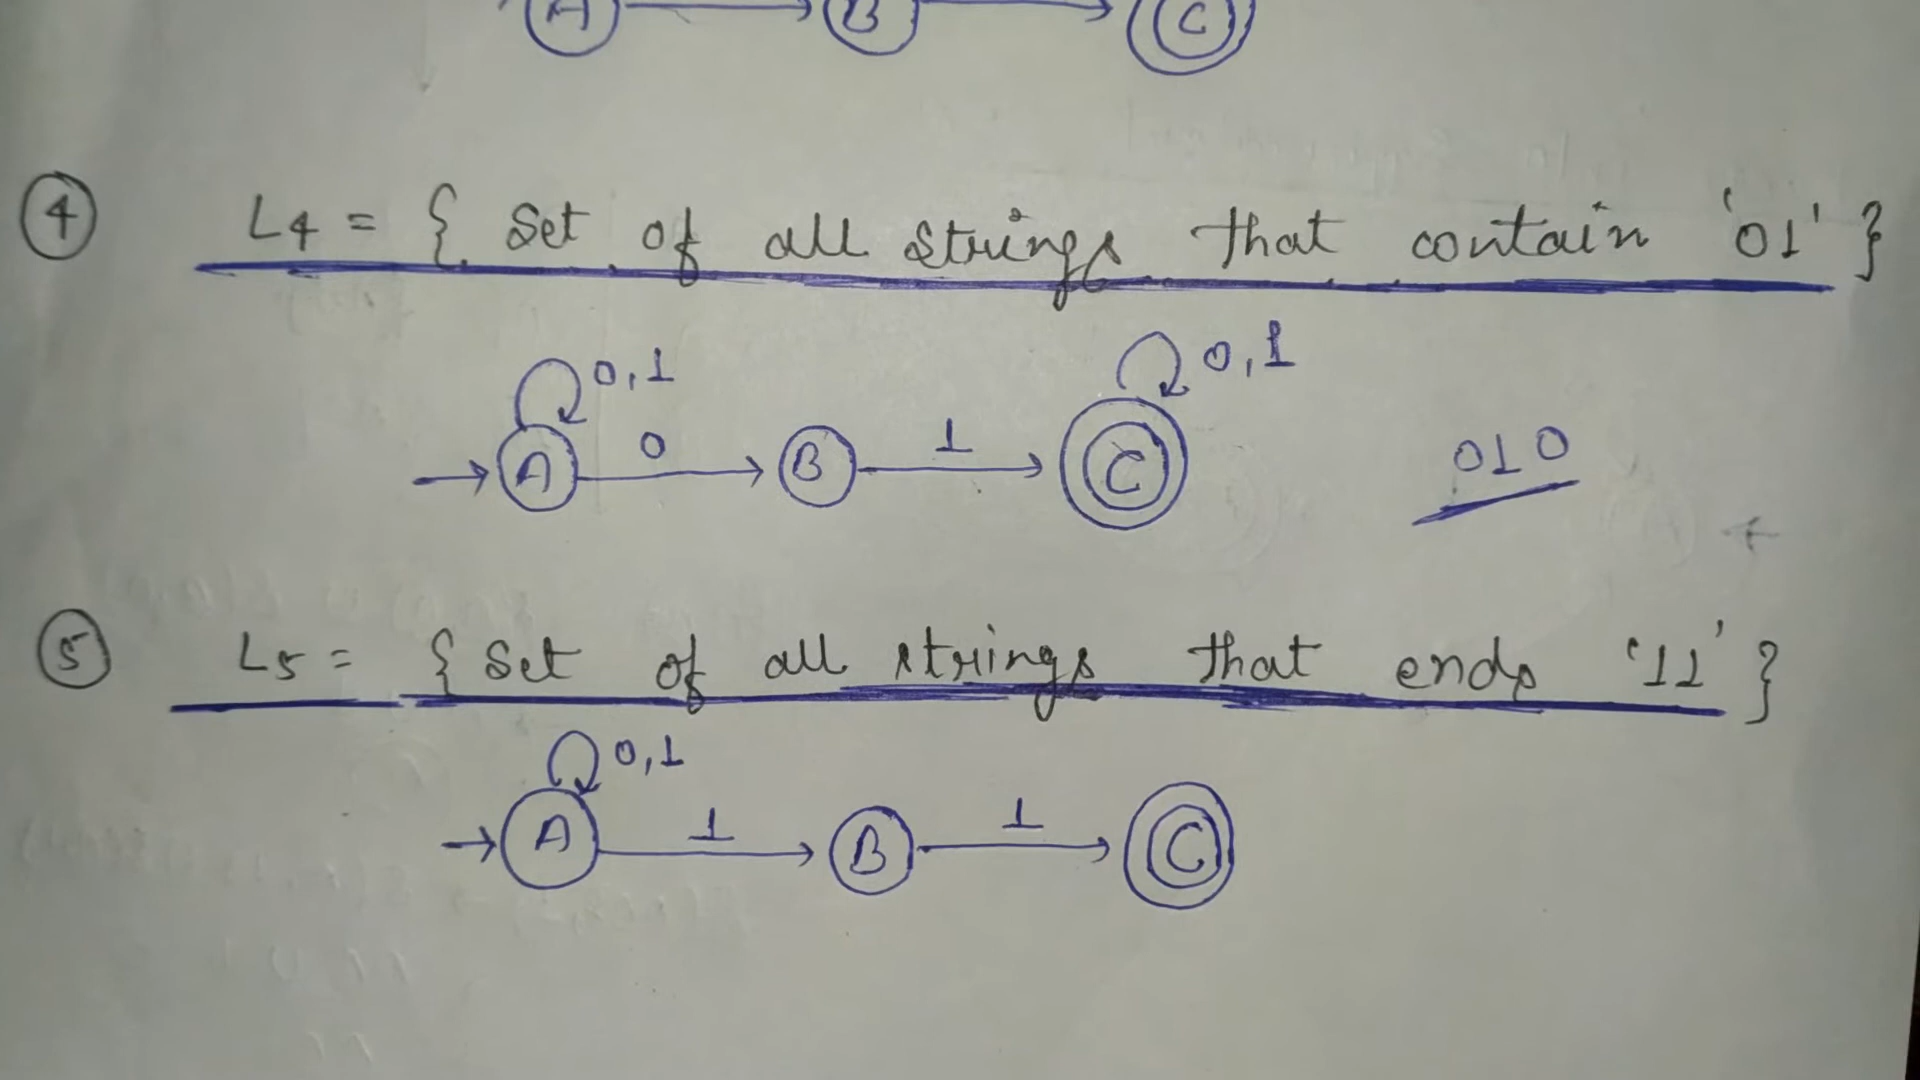 A B C
④ L4 = { Set of all strings that contain '01' }
0,1 0,1
0 1 010
A B C
⑤ L5 = { Set of all strings that ends '11' }
0,1
1 1
A B C